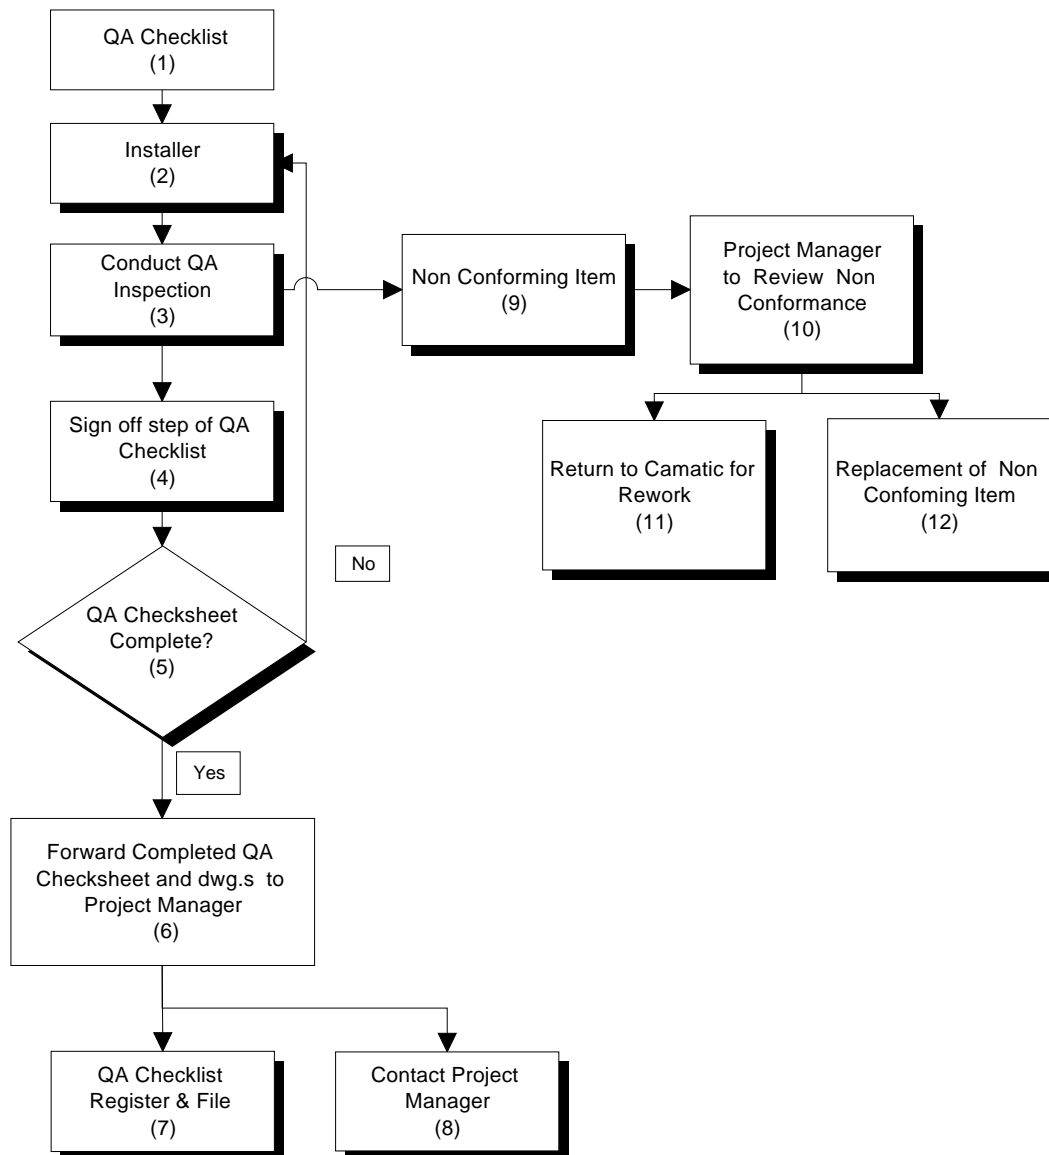 QA Checklist
(1)
Installer
(2)
Conduct QA
Inspection
(3)
Non Conforming Item
(9)
Project Manager
to Review Non
Conformance
(10)
Sign off step of QA
Checklist
(4)
Return to Camatic for
Rework
(11)
Replacement of Non
Confoming Item
(12)
No
QA Checksheet
Complete?
(5)
Yes
Forward Completed QA
Checksheet and dwg.s to
Project Manager
(6)
QA Checklist
Register & File
(7)
Contact Project
Manager
(8)